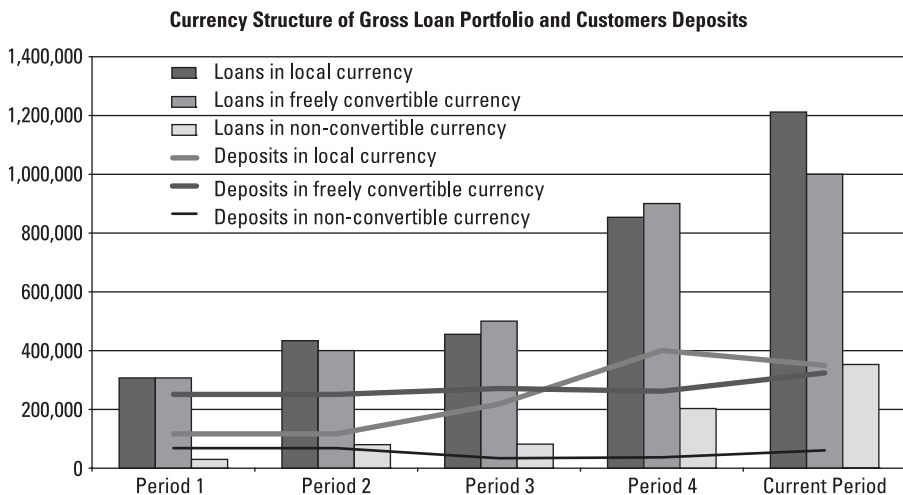 Currency Structure of Gross Loan Portfolio and Customers Deposits
1,400,000
1,200,000
1,000,000
800,000
600,000
400,000
200,000
0
Loans in local currency
Loans in freely convertible currency
Loans in non-convertible currency
Deposits in local currency
Deposits in freely convertible currency
Deposits in non-convertible currency
Period 1 Period 2 Period 3 Period 4 Current Period